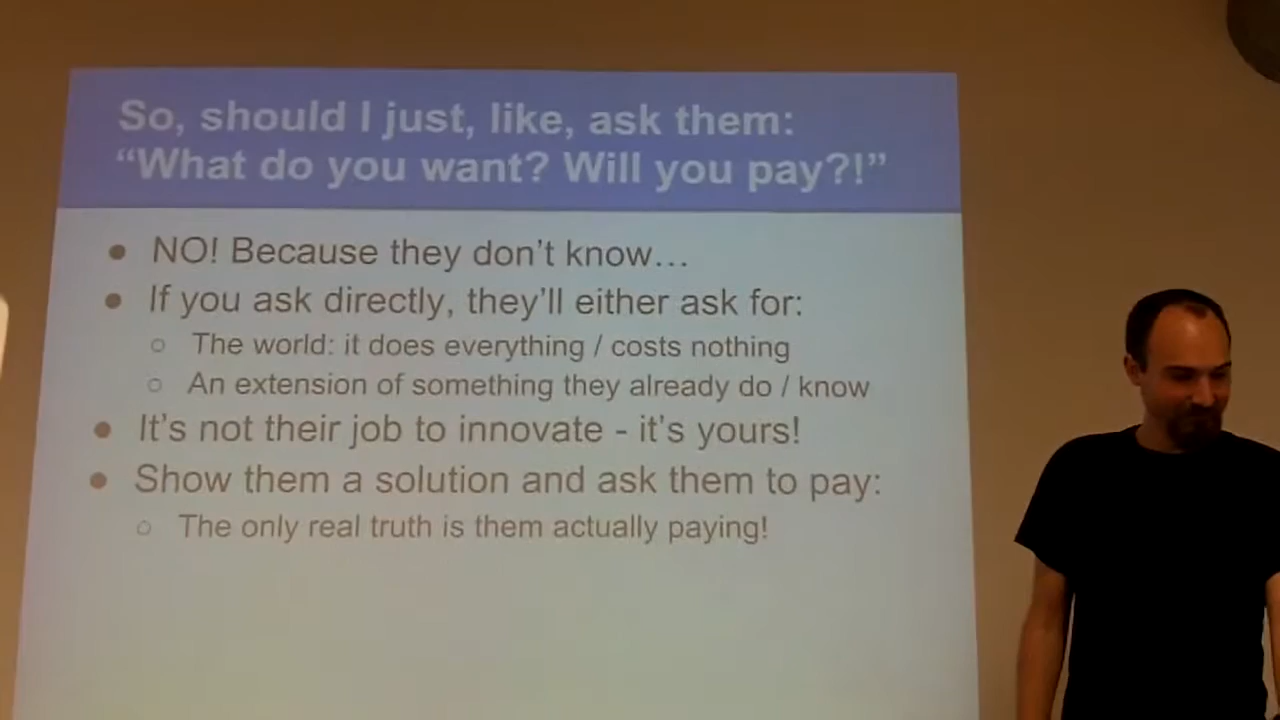 So, should I just, like, ask them:
“What do you want? Will you pay?!”
● NO! Because they don’t know…
● If you ask directly, they’ll either ask for:
○ The world: it does everything / costs nothing
○ An extension of something they already do / know
● It’s not their job to innovate - it’s yours!
● Show them a solution and ask them to pay:
○ The only real truth is them actually paying!